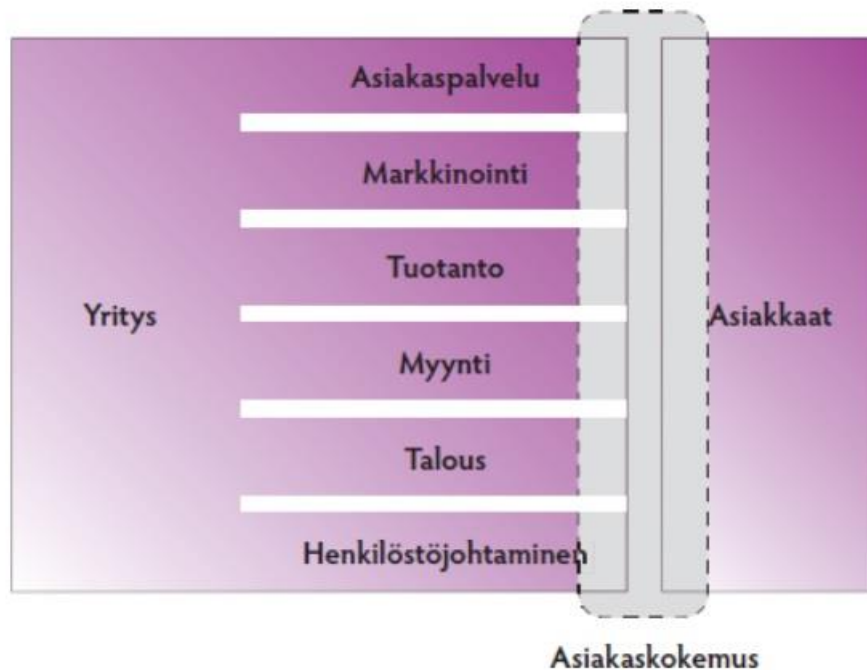 Asiakaspalvelu
Markkinointi
Tuotanto
Yritys
Asiakkaat
Myynti
Talous
Henkilöstöjohtaminen
Asiakaskokemus